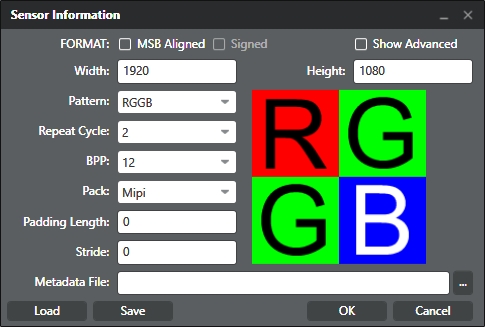 Sensor Information
FORMAT: MSB Aligned Signed Show Advanced
Width: 1920 Height: 1080
Pattern: RGGB
Repeat Cycle: 2
BPP: 12
Pack: Mipi
Padding Length: 0
Stride: 0
R G
G B
Metadata File: ...
Load Save OK Cancel